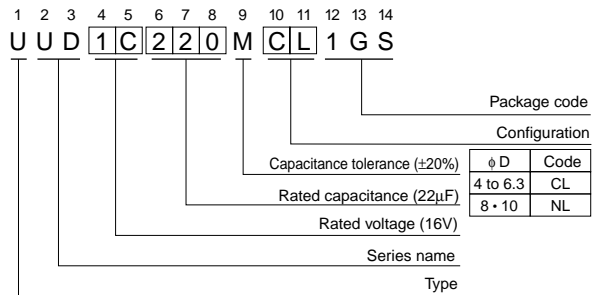 1 2 3 4 5 6 7 8 9 10 11 12 13 14
U U D 1 C 2 2 0 M C L 1 G S
Package code
Configuration
Capacitance tolerance (±20%)
φ D Code
4 to 6.3 CL
8 • 10 NL
Rated capacitance (22µF)
Rated voltage (16V)
Series name
Type